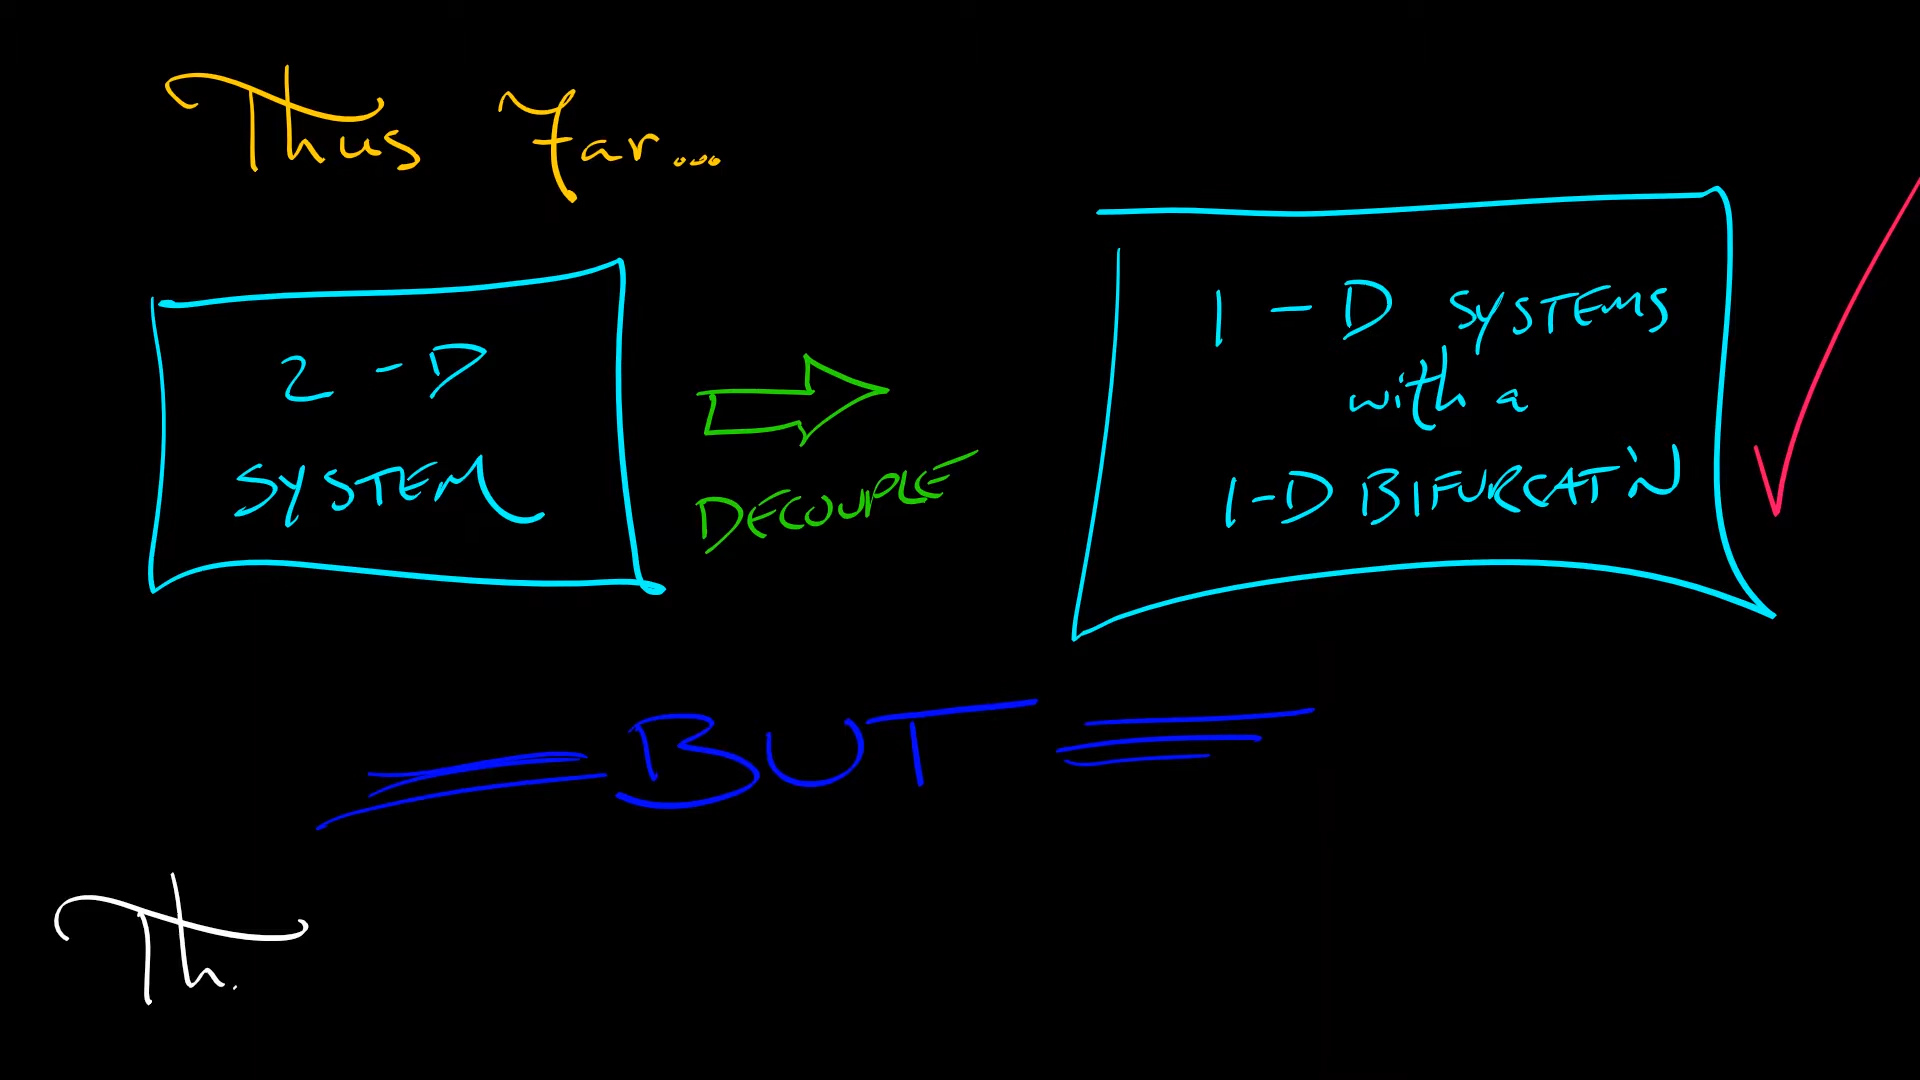 Thus Far...
2-D
SYSTEM
DECOUPLE
1-D SYSTEMS
with a
1-D BIFURCAT'N
BUT
Th